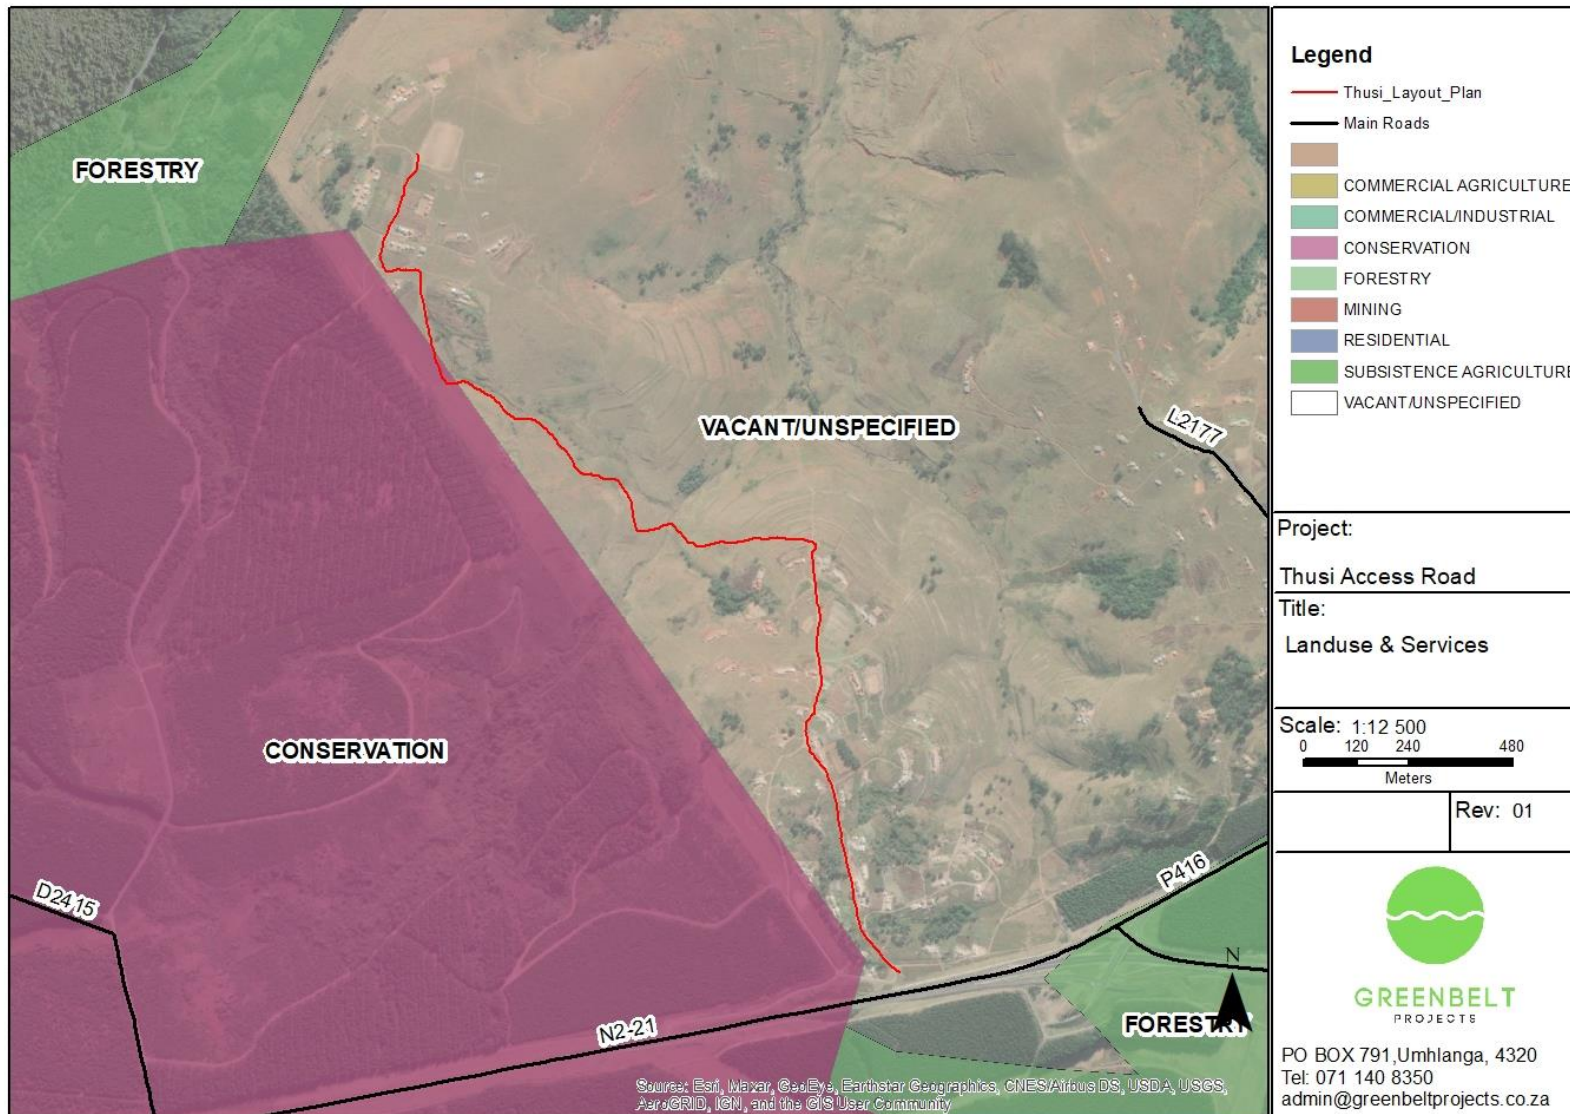 FORESTRY
VACANT/UNSPECIFIED
L2177
CONSERVATION
D2415
P416
N2-21
FORESTRY
N
Source: Esri, Maxar, GeoEye, Earthstar Geographics, CNES/Airbus DS, USDA, USGS,
AeroGRID, IGN, and the GIS User Community
Legend
Thusi_Layout_Plan
Main Roads
COMMERCIAL AGRICULTURE
COMMERCIAL/INDUSTRIAL
CONSERVATION
FORESTRY
MINING
RESIDENTIAL
SUBSISTENCE AGRICULTURE
VACANT/UNSPECIFIED
Project:
Thusi Access Road
Title:
Landuse & Services
Scale: 1:12 500
0 120 240 480
Meters
Rev: 01
GREENBELT
PROJECTS
PO BOX 791,Umhlanga, 4320
Tel: 071 140 8350
admin@greenbeltprojects.co.za